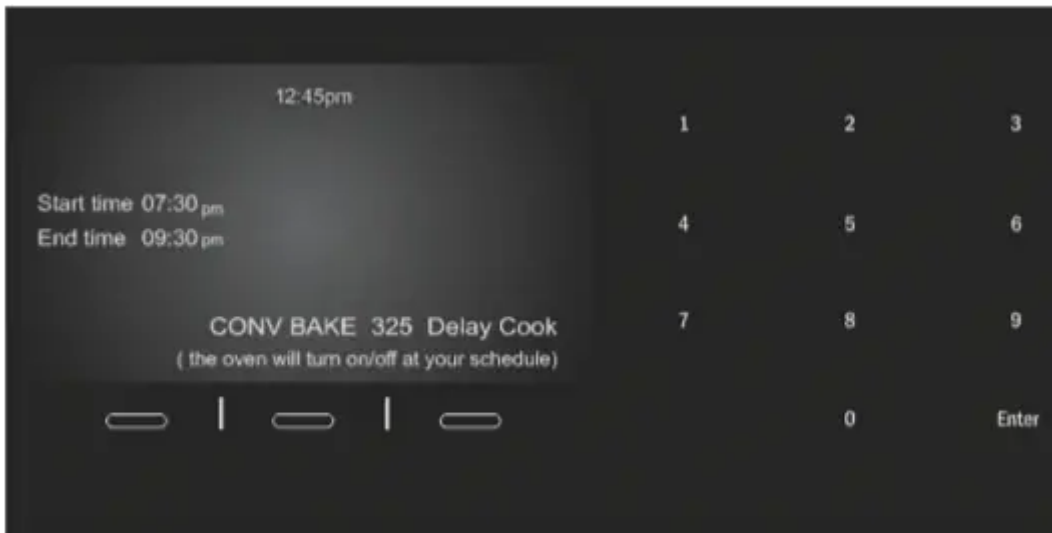 12:45pm
Start time 07:30 pm
End time 09:30 pm
CONV BAKE 325 Delay Cook
( the oven will turn on/off at your schedule)
1 2 3
4 5 6
7 8 9
0 Enter